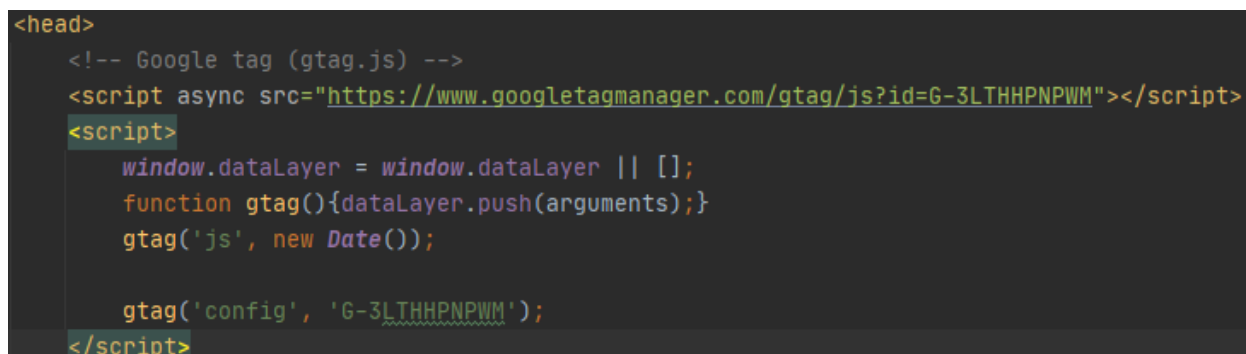 <head>
<!-- Google tag (gtag.js) -->
<script async src="https://www.googletagmanager.com/gtag/js?id=G-3LTHHPNPWM"></script>
<script>
window.dataLayer = window.dataLayer || [];
function gtag(){dataLayer.push(arguments);}
gtag('js', new Date());
gtag('config', 'G-3LTHHPNPWM');
</script>